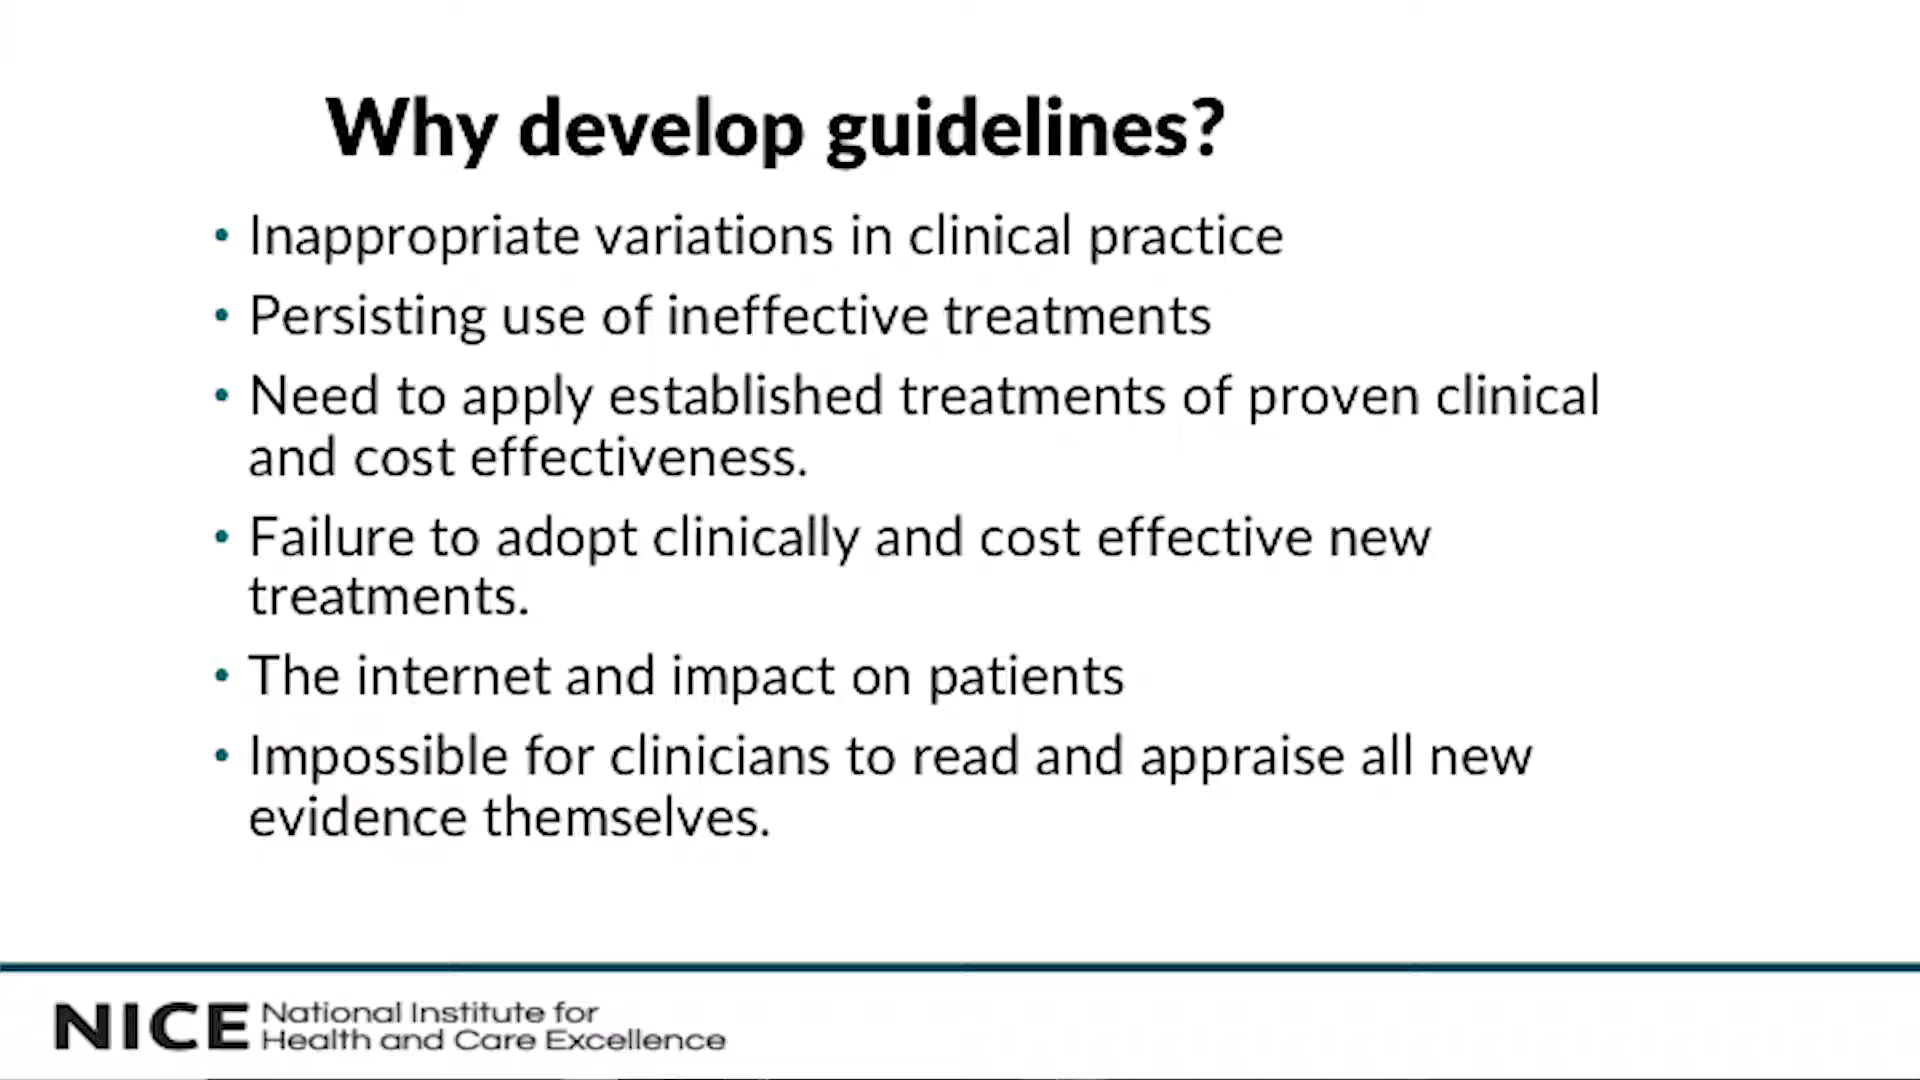 Why develop guidelines?
• Inappropriate variations in clinical practice
• Persisting use of ineffective treatments
• Need to apply established treatments of proven clinical
and cost effectiveness.
• Failure to adopt clinically and cost effective new
treatments.
• The internet and impact on patients
• Impossible for clinicians to read and appraise all new
evidence themselves.
NICE National Institute for
Health and Care Excellence